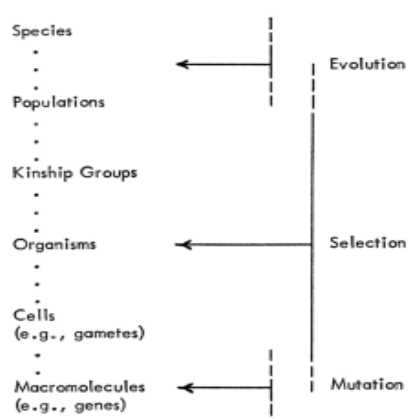 Species
Evolution
Populations
Kinship Groups
Organisms
Selection
Cells
(e.g., gametes)
Macromolecules
(e.g., genes)
Mutation